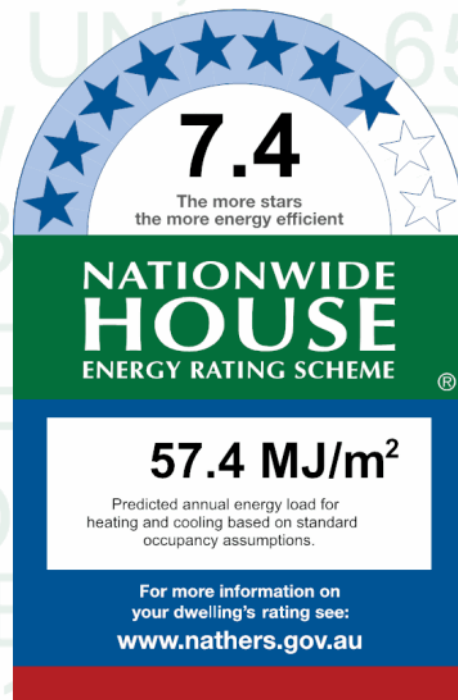 7.4
The more stars
the more energy efficient
NATIONWIDE
HOUSE
ENERGY RATING SCHEME
®
57.4 MJ/m²
Predicted annual energy load for
heating and cooling based on standard
occupancy assumptions.
For more information on
your dwelling's rating see:
www.nathers.gov.au